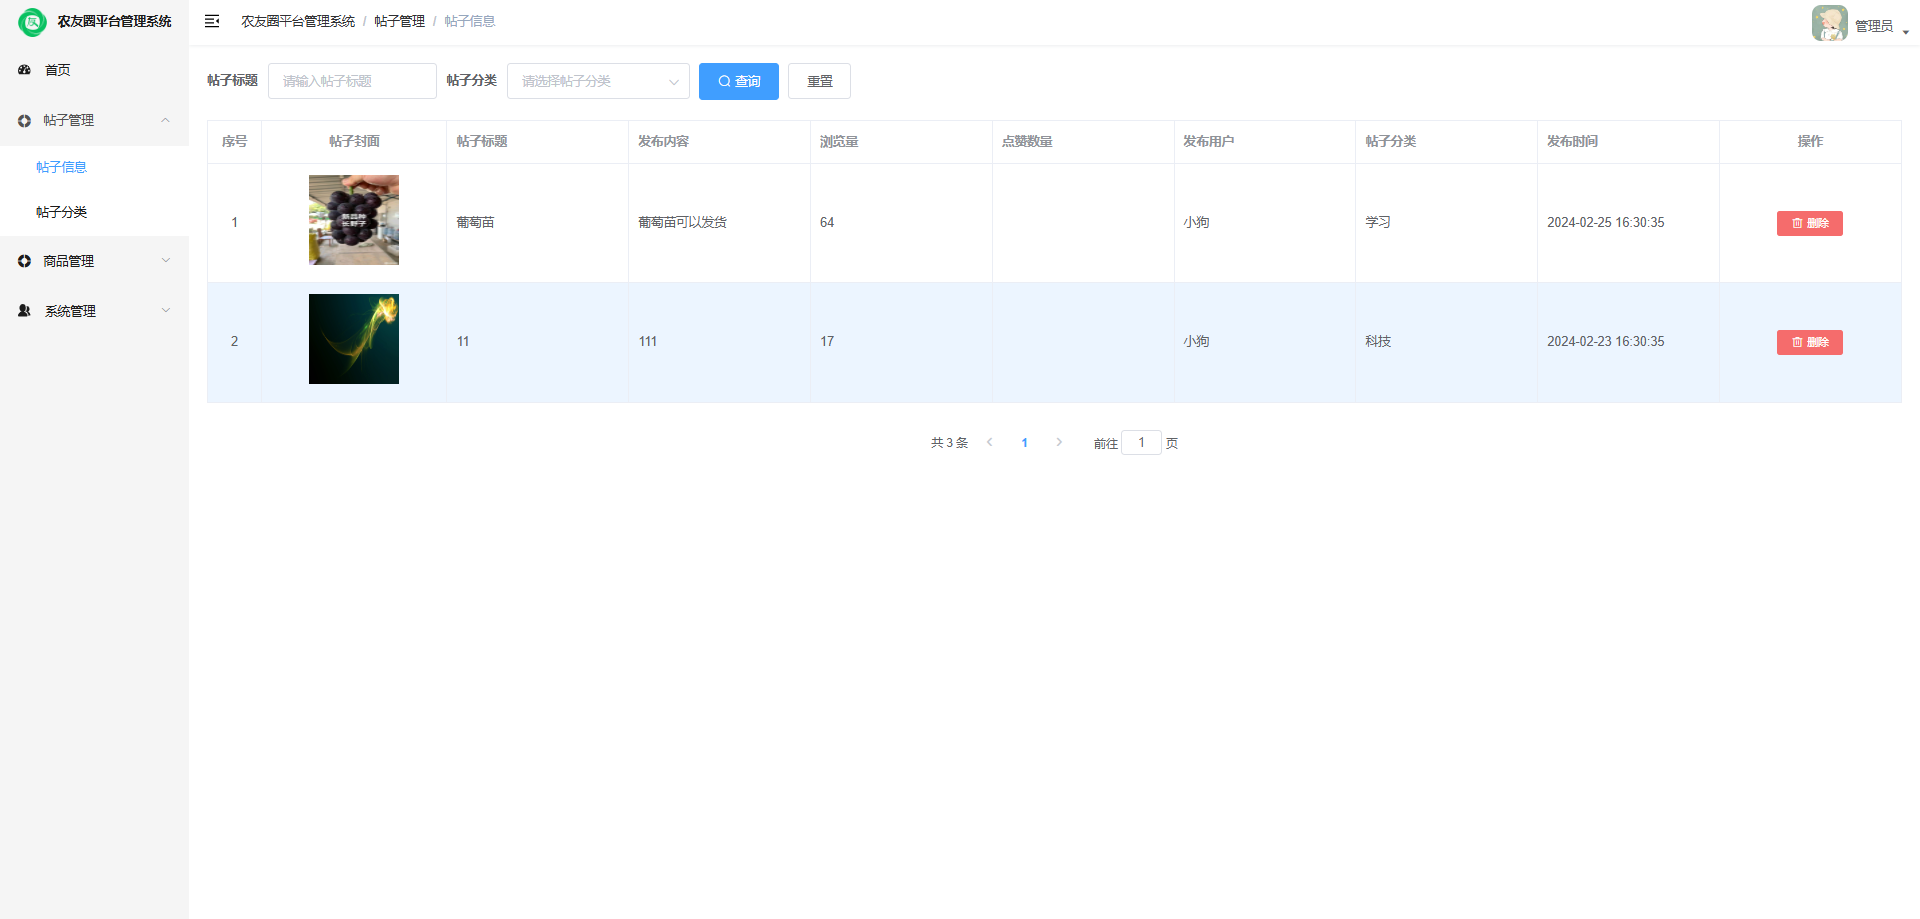 农友圈平台管理系统
农友圈平台管理系统 / 帖子管理 / 帖子信息
管理员
首页
帖子管理
帖子信息
帖子分类
商品管理
系统管理
帖子标题 请输入帖子标题 帖子分类 请选择帖子分类 查询 重置
序号 帖子封面 帖子标题 发布内容 浏览量 点赞数量 发布用户 帖子分类 发布时间 操作
新品种
长野子
1 葡萄苗 葡萄苗可以发货 64 小狗 学习 2024-02-25 16:30:35 删除
2 11 111 17 小狗 科技 2024-02-23 16:30:35 删除
共 3 条 1 前往 1 页